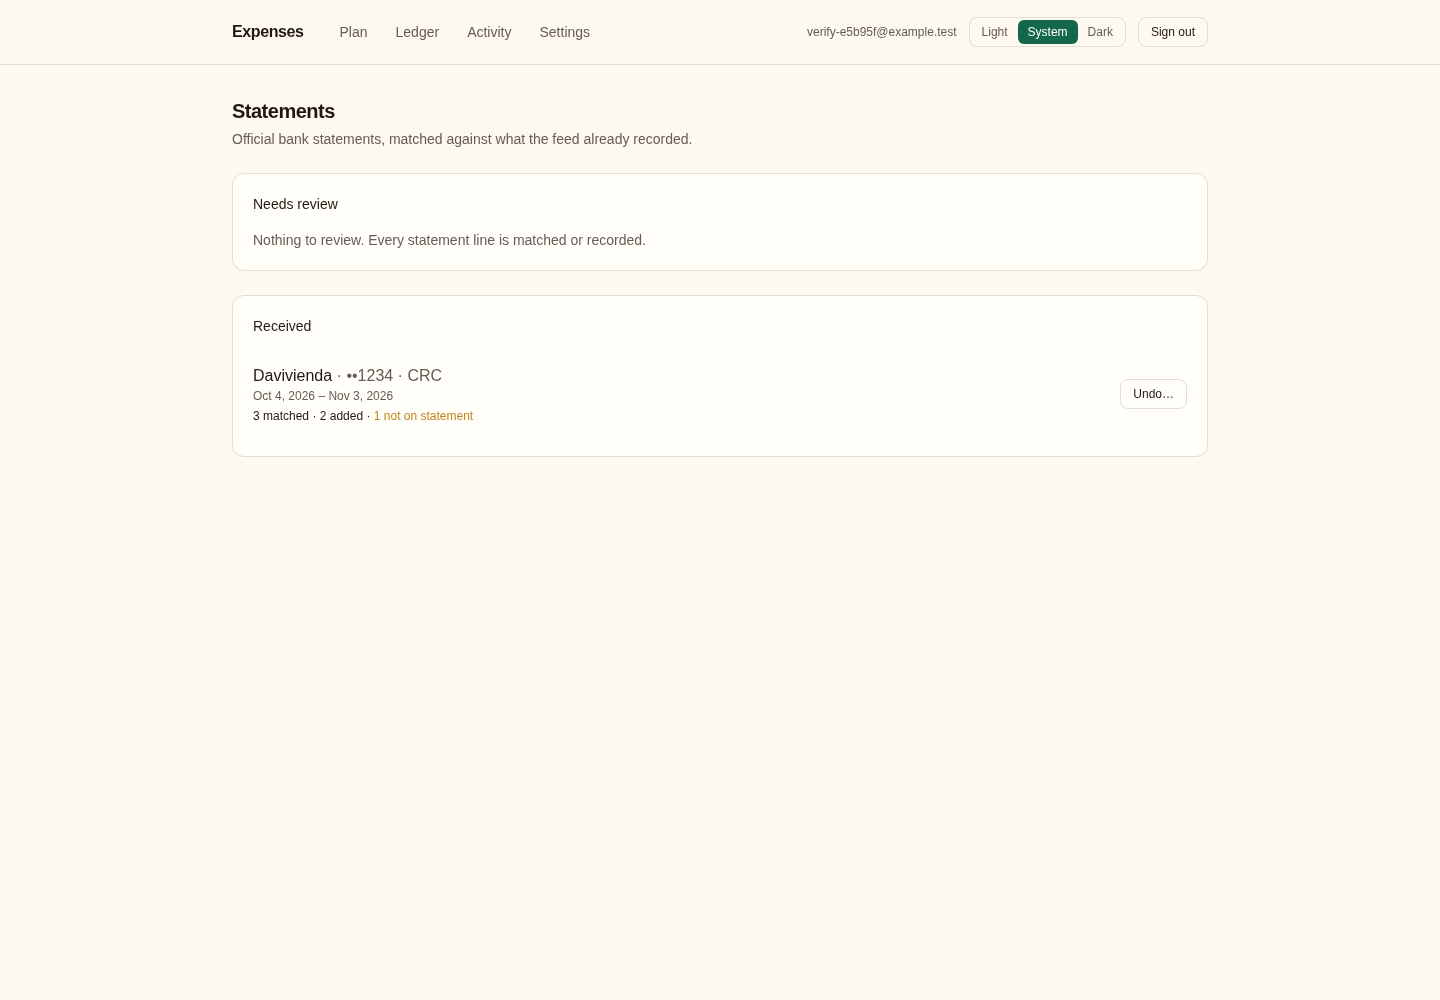 Expenses Plan Ledger Activity Settings verify-e5b95f@example.test Light System Dark Sign out
Statements
Official bank statements, matched against what the feed already recorded.
Needs review
Nothing to review. Every statement line is matched or recorded.
Received
Davivienda · ••1234 · CRC
Oct 4, 2026 – Nov 3, 2026
3 matched · 2 added · 1 not on statement
Undo…